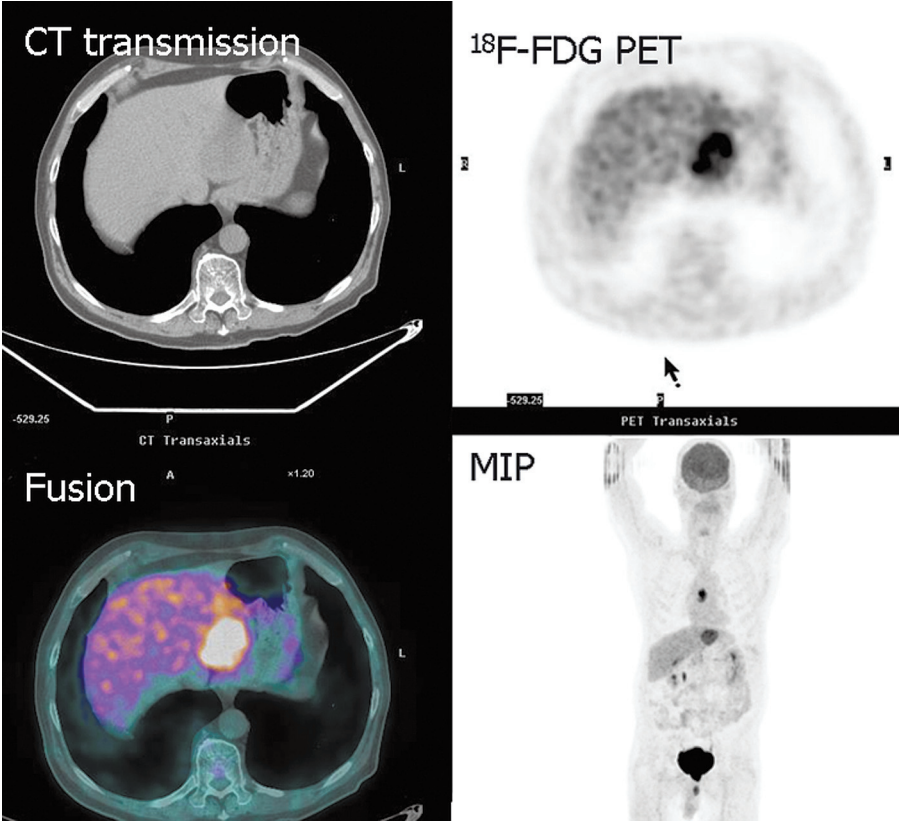 CT transmission
L
-529.25
P
CT Transaxials
¹⁸F-FDG PET
R
L
-529.25
P
PET Transaxials
Fusion
A
×1.20
L
MIP